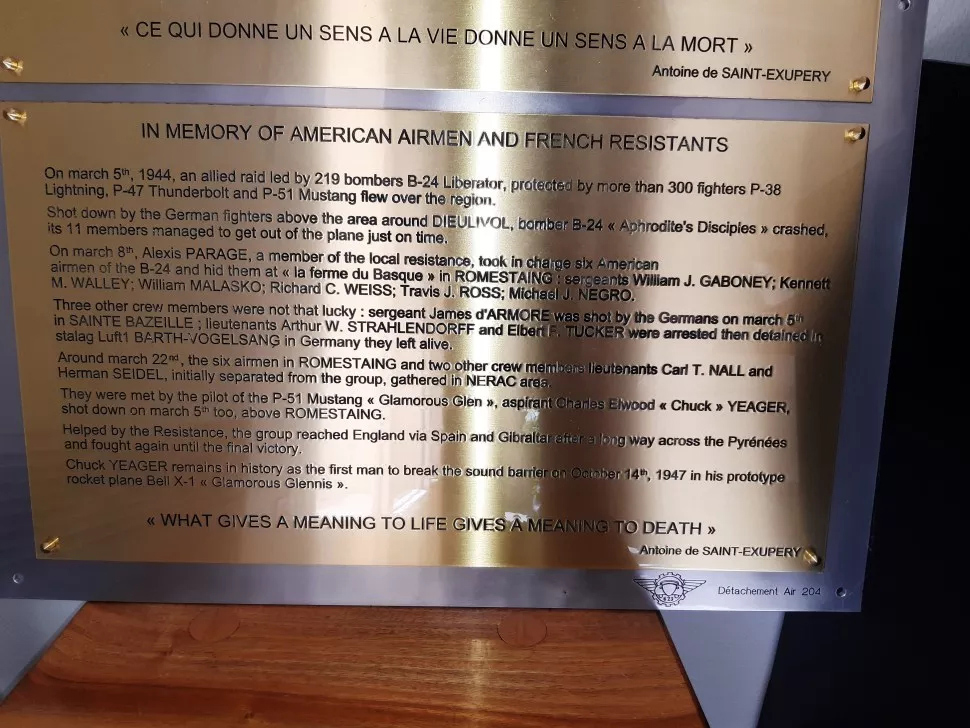 « CE QUI DONNE UN SENS A LA VIE DONNE UN SENS A LA MORT »
Antoine de SAINT-EXUPERY
IN MEMORY OF AMERICAN AIRMEN AND FRENCH RESISTANTS
On march 5th, 1944, an allied raid led by 219 bombers B-24 Liberator, protected by more than 300 fighters P-38
Lightning, P-47 Thunderbolt and P-51 Mustang flew over the region.
Shot down by the German fighters above the area around DIEULIVOL, bomber B-24 « Aphrodite's Disciples » crashed,
its 11 members managed to get out of the plane just on time.
On march 8th, Alexis PARAGE, a member of the local resistance, took in charge six American
airmen of the B-24 and hid them at « la ferme du Basque » in ROMESTAING : sergeants William J. GABONEY; Kennett
M. WALLEY; William MALASKO; Richard C. WEISS; Travis J. ROSS; Michael J. NEGRO.
Three other crew members were not that lucky : sergeant James d'ARMORE was shot by the Germans on march 5th
in SAINTE BAZEILLE ; lieutenants Arthur W. STRAHLENDORFF and Elbert F. TUCKER were arrested then detained in
stalag Luft1 BARTH-VOGELSANG in Germany they left alive.
Around march 22nd, the six airmen in ROMESTAING and two other crew members lieutenants Carl T. NALL and
Herman SEIDEL, initially separated from the group, gathered in NERAC area.
They were met by the pilot of the P-51 Mustang « Glamorous Glen », aspirant Charles Elwood « Chuck » YEAGER,
shot down on march 5th too, above ROMESTAING.
Helped by the Resistance, the group reached England via Spain and Gibraltar after a long way across the Pyrénées
and fought again until the final victory.
Chuck YEAGER remains in history as the first man to break the sound barrier on October 14th, 1947 in his prototype
rocket plane Bell X-1 « Glamorous Glennis ».
« WHAT GIVES A MEANING TO LIFE GIVES A MEANING TO DEATH »
Antoine de SAINT-EXUPERY
Détachement Air 204